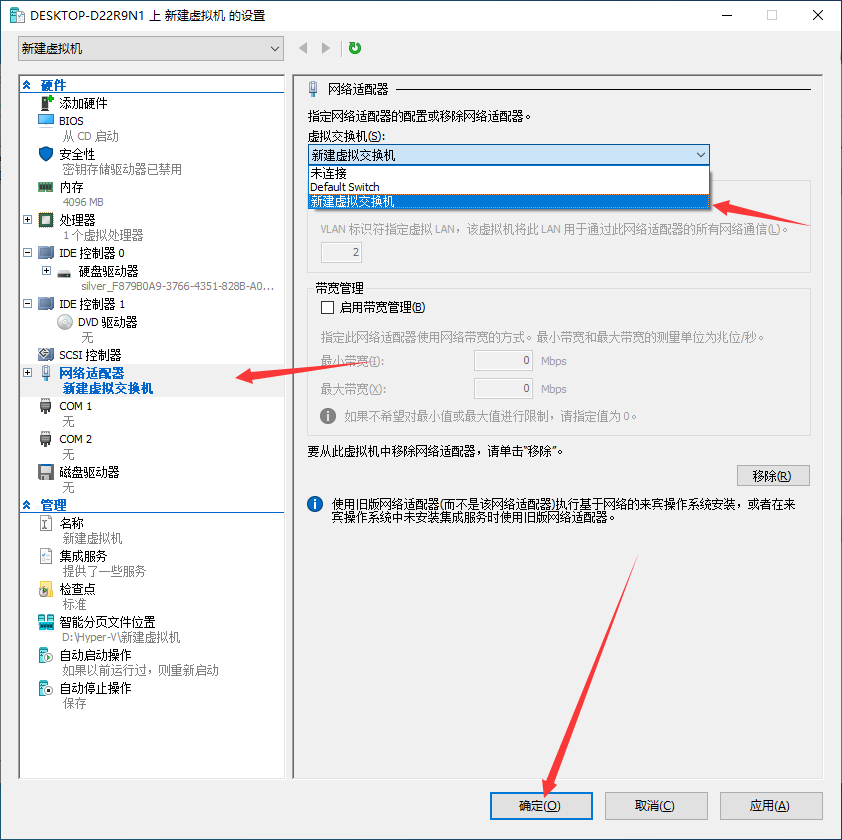 DESKTOP-D22R9N1 上 新建虚拟机 的设置
新建虚拟机
硬件
添加硬件
BIOS
从 CD 启动
安全性
密钥存储驱动器已禁用
内存
4096 MB
处理器
1 个虚拟处理器
IDE 控制器 0
硬盘驱动器
silver_F879B0A9-3766-4351-828B-A0...
IDE 控制器 1
DVD 驱动器
无
SCSI 控制器
网络适配器
新建虚拟交换机
COM 1
无
COM 2
无
磁盘驱动器
无
管理
名称
新建虚拟机
集成服务
提供了一些服务
检查点
标准
智能分页文件位置
D:\Hyper-V\新建虚拟机
自动启动操作
如果以前运行过，则重新启动
自动停止操作
保存
网络适配器
指定网络适配器的配置或移除网络适配器。
虚拟交换机(S):
新建虚拟交换机
未连接
Default Switch
新建虚拟交换机
VLAN 标识符指定虚拟 LAN，该虚拟机将此 LAN 用于通过此网络适配器的所有网络通信(L)。
2
带宽管理
启用带宽管理(B)
指定此网络适配器使用网络带宽的方式。最小带宽和最大带宽的测量单位为兆位/秒。
最小带宽(I): 0 Mbps
最大带宽(X): 0 Mbps
如果不希望对最小值或最大值进行限制，请指定值为 0。
要从此虚拟机中移除网络适配器，请单击“移除”。
移除(R)
使用旧版网络适配器(而不是该网络适配器)执行基于网络的来宾操作系统安装，或者在来
宾操作系统中未安装集成服务时使用旧版网络适配器。
确定(O) 取消(C) 应用(A)